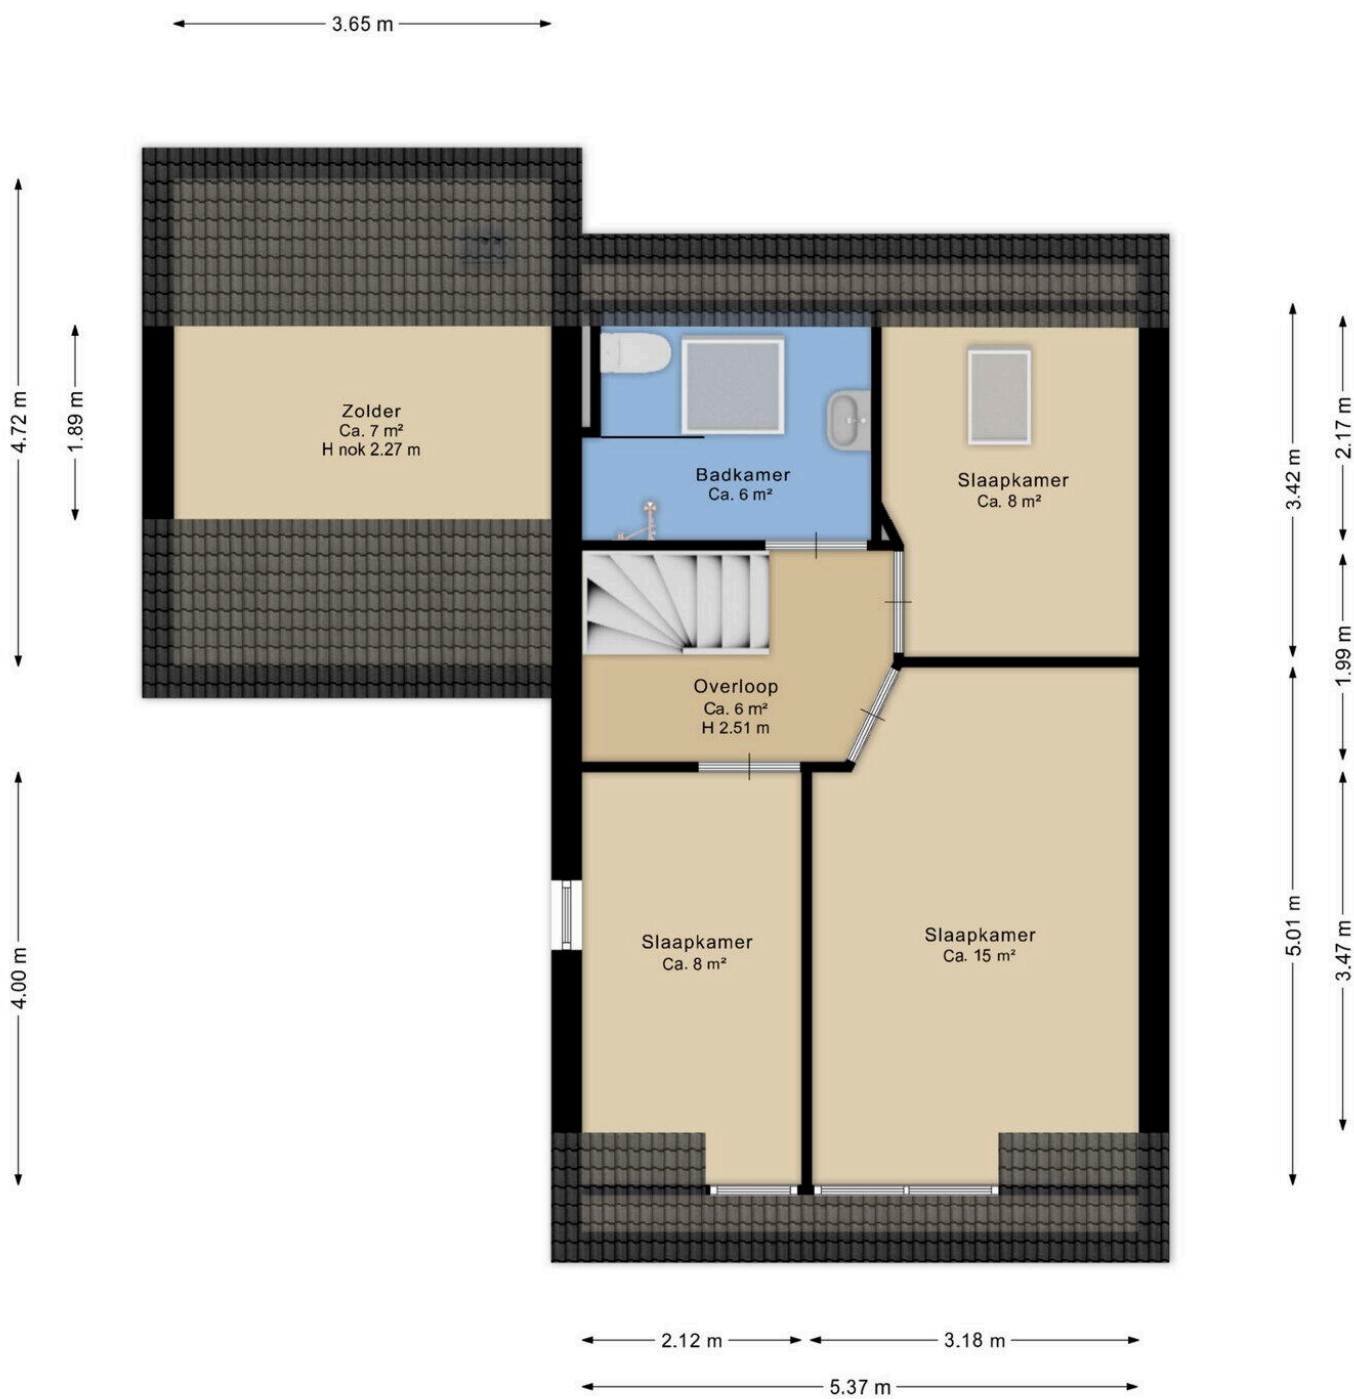 3.65 m
4.72 m
1.89 m
Zolder
Ca. 7 m²
H nok 2.27 m
Badkamer
Ca. 6 m²
Slaapkamer
Ca. 8 m²
3.42 m
2.17 m
Overloop
Ca. 6 m²
H 2.51 m
1.99 m
Slaapkamer
Ca. 8 m²
Slaapkamer
Ca. 15 m²
4.00 m
5.01 m
3.47 m
2.12 m
3.18 m
5.37 m